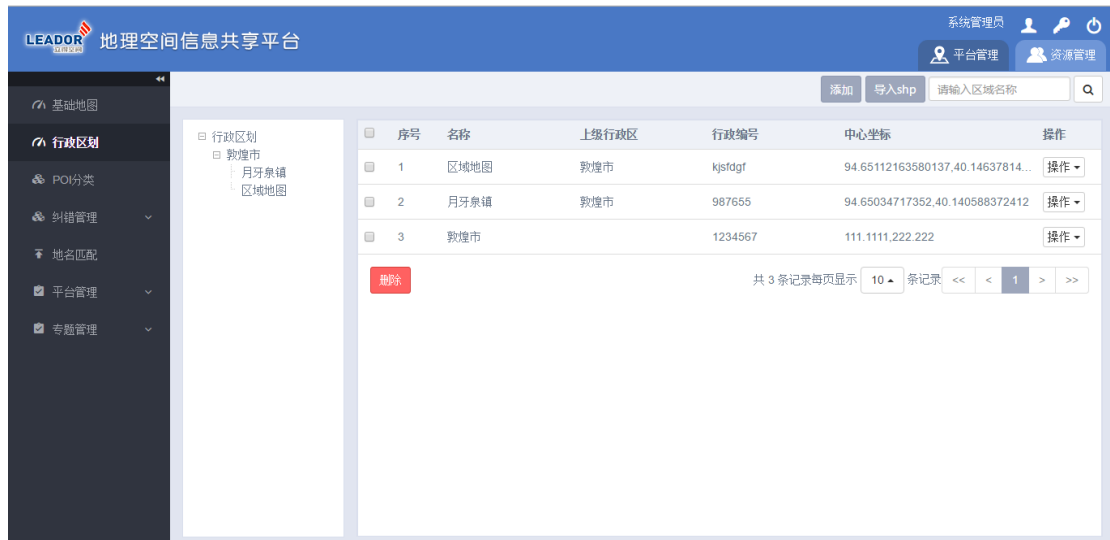 系统管理员
LEADOR 地理空间信息共享平台
立得空间
平台管理 资源管理
添加 导入shp 请输入区域名称
基础地图
行政区划
POI分类
纠错管理
地名匹配
平台管理
专题管理
行政区划
敦煌市
月牙泉镇
区域地图
序号 名称 上级行政区 行政编号 中心坐标 操作
1 区域地图 敦煌市 kjsfdgf 94.65112163580137,40.14637814... 操作
2 月牙泉镇 敦煌市 987655 94.65034717352,40.140588372412 操作
3 敦煌市 1234567 111.1111,222.222 操作
删除 共 3 条记录每页显示 10 条记录 << < 1 > >>